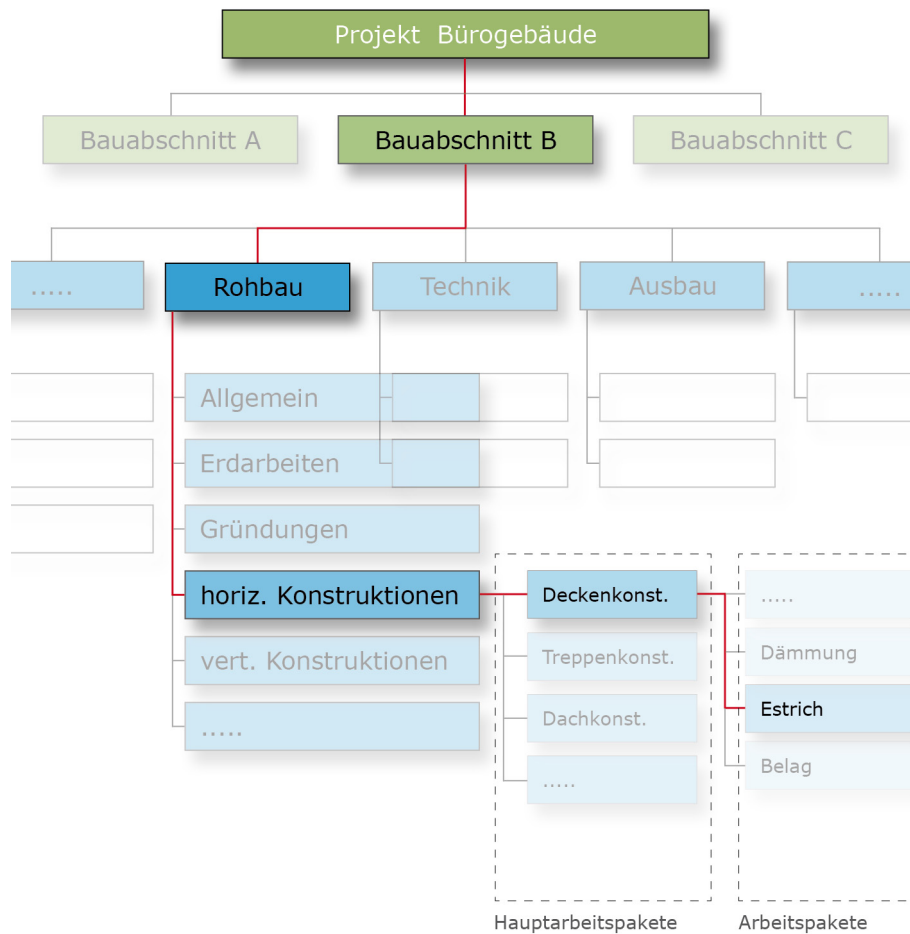 Projekt Bürogebäude
Bauabschnitt A
Bauabschnitt B
Bauabschnitt C
.....
Rohbau
Technik
Ausbau
.....
Allgemein
Erdarbeiten
Gründungen
horiz. Konstruktionen
vert. Konstruktionen
.....
Deckenkonst.
Treppenkonst.
Dachkonst.
.....
.....
Dämmung
Estrich
Belag
Hauptarbeitspakete
Arbeitspakete